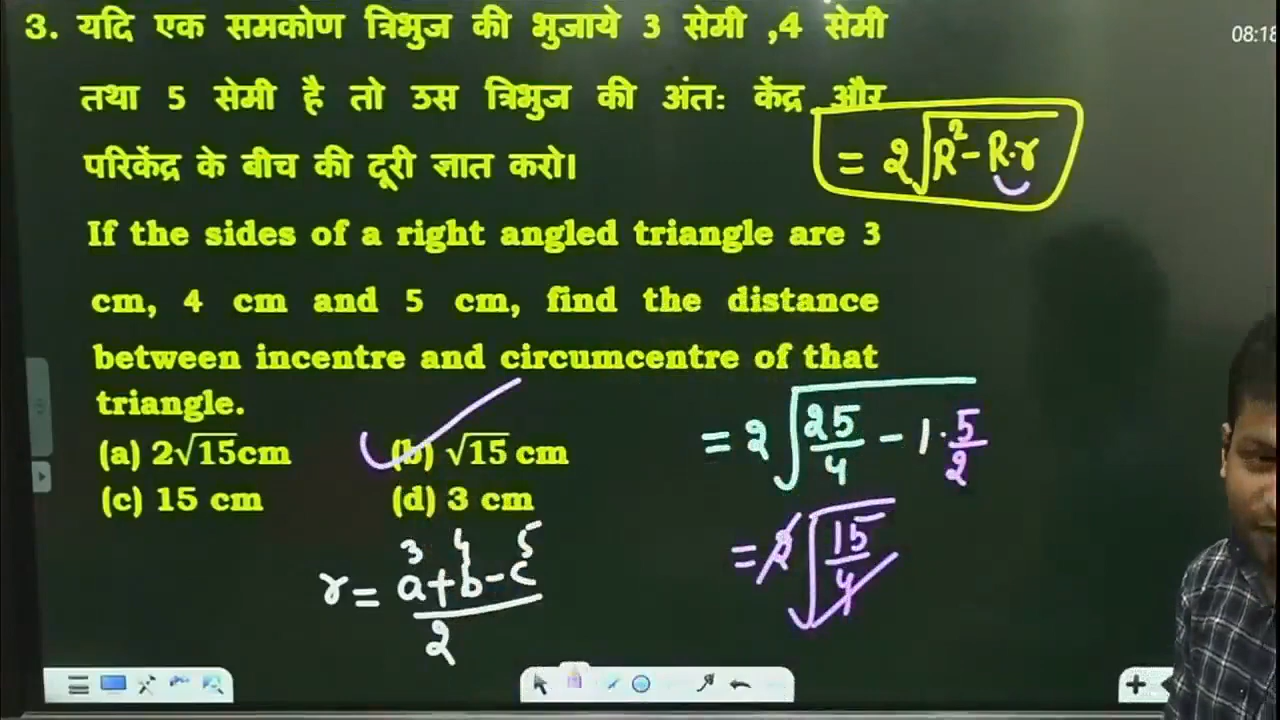 3. यदि एक समकोण त्रिभुज की भुजाये 3 सेमी ,4 सेमी
तथा 5 सेमी है तो उस त्रिभुज की अंतः केंद्र और
परिकेंद्र के बीच की दूरी ज्ञात करो।
= 2√R² - R.r
If the sides of a right angled triangle are 3
cm, 4 cm and 5 cm, find the distance
between incentre and circumcentre of that
triangle.
(a) 2√15cm (b) √15 cm
(c) 15 cm (d) 3 cm
= 2√25/4 - 1.5/2
= 2√15/4
3 4 5
r = a+b-c/2
08:18